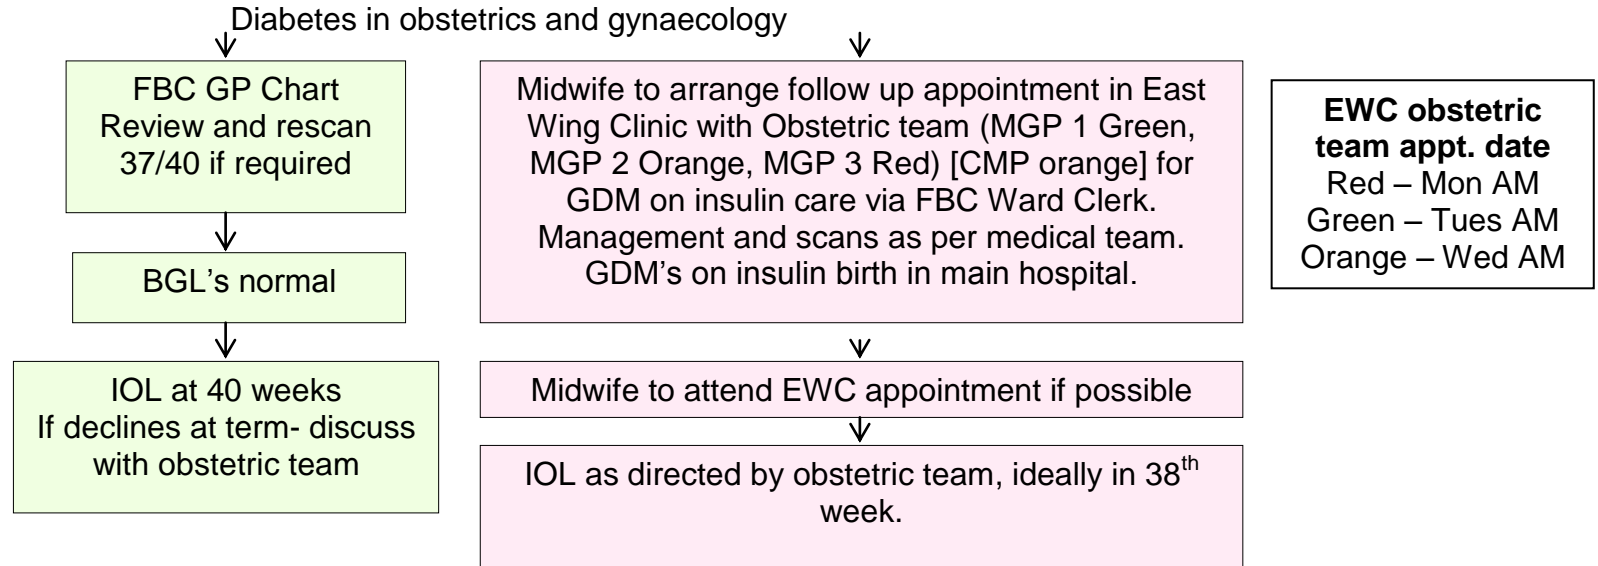 Diabetes in obstetrics and gynaecology
FBC GP Chart
Review and rescan
37/40 if required
BGL’s normal
IOL at 40 weeks
If declines at term- discuss
with obstetric team
Midwife to arrange follow up appointment in East
Wing Clinic with Obstetric team (MGP 1 Green,
MGP 2 Orange, MGP 3 Red) [CMP orange] for
GDM on insulin care via FBC Ward Clerk.
Management and scans as per medical team.
GDM’s on insulin birth in main hospital.
Midwife to attend EWC appointment if possible
IOL as directed by obstetric team, ideally in 38th
week.
EWC obstetric
team appt. date
Red – Mon AM
Green – Tues AM
Orange – Wed AM